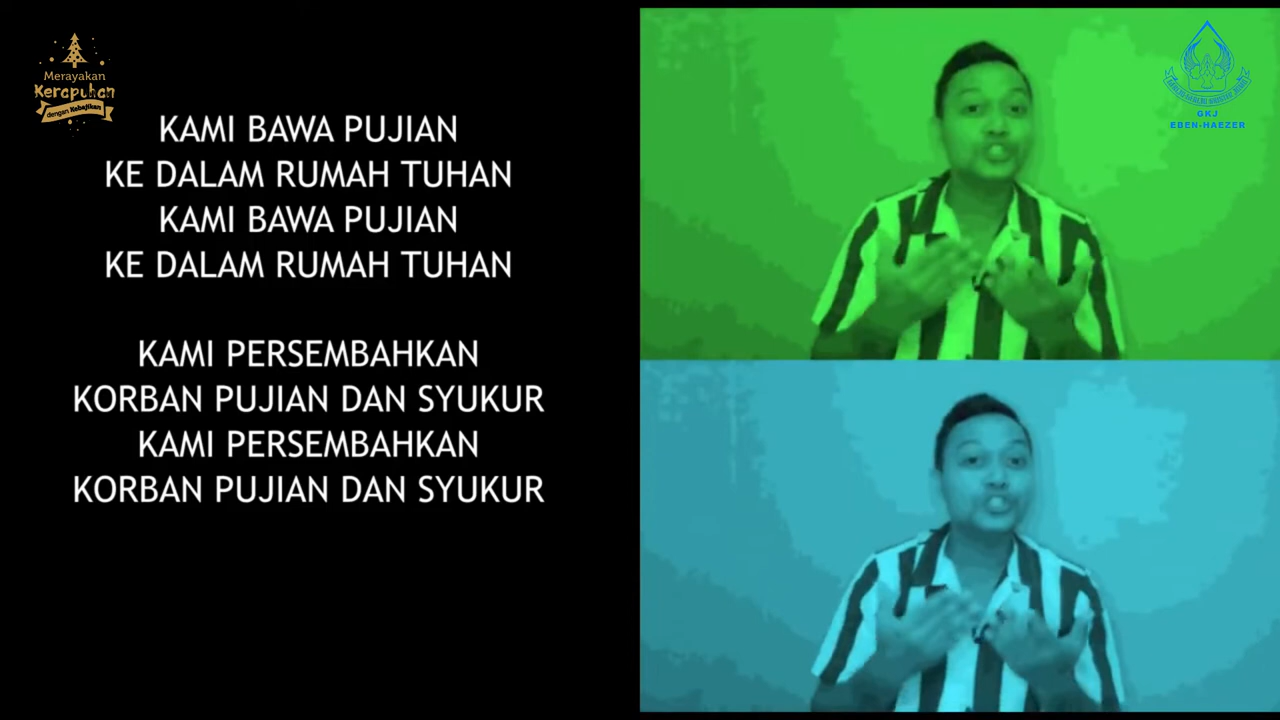 Merayakan
Kerapuhan
dengan Kebajikan
KAMI BAWA PUJIAN
KE DALAM RUMAH TUHAN
KAMI BAWA PUJIAN
KE DALAM RUMAH TUHAN
KAMI PERSEMBAHKAN
KORBAN PUJIAN DAN SYUKUR
KAMI PERSEMBAHKAN
KORBAN PUJIAN DAN SYUKUR
GKJ
EBEN-HAEZER